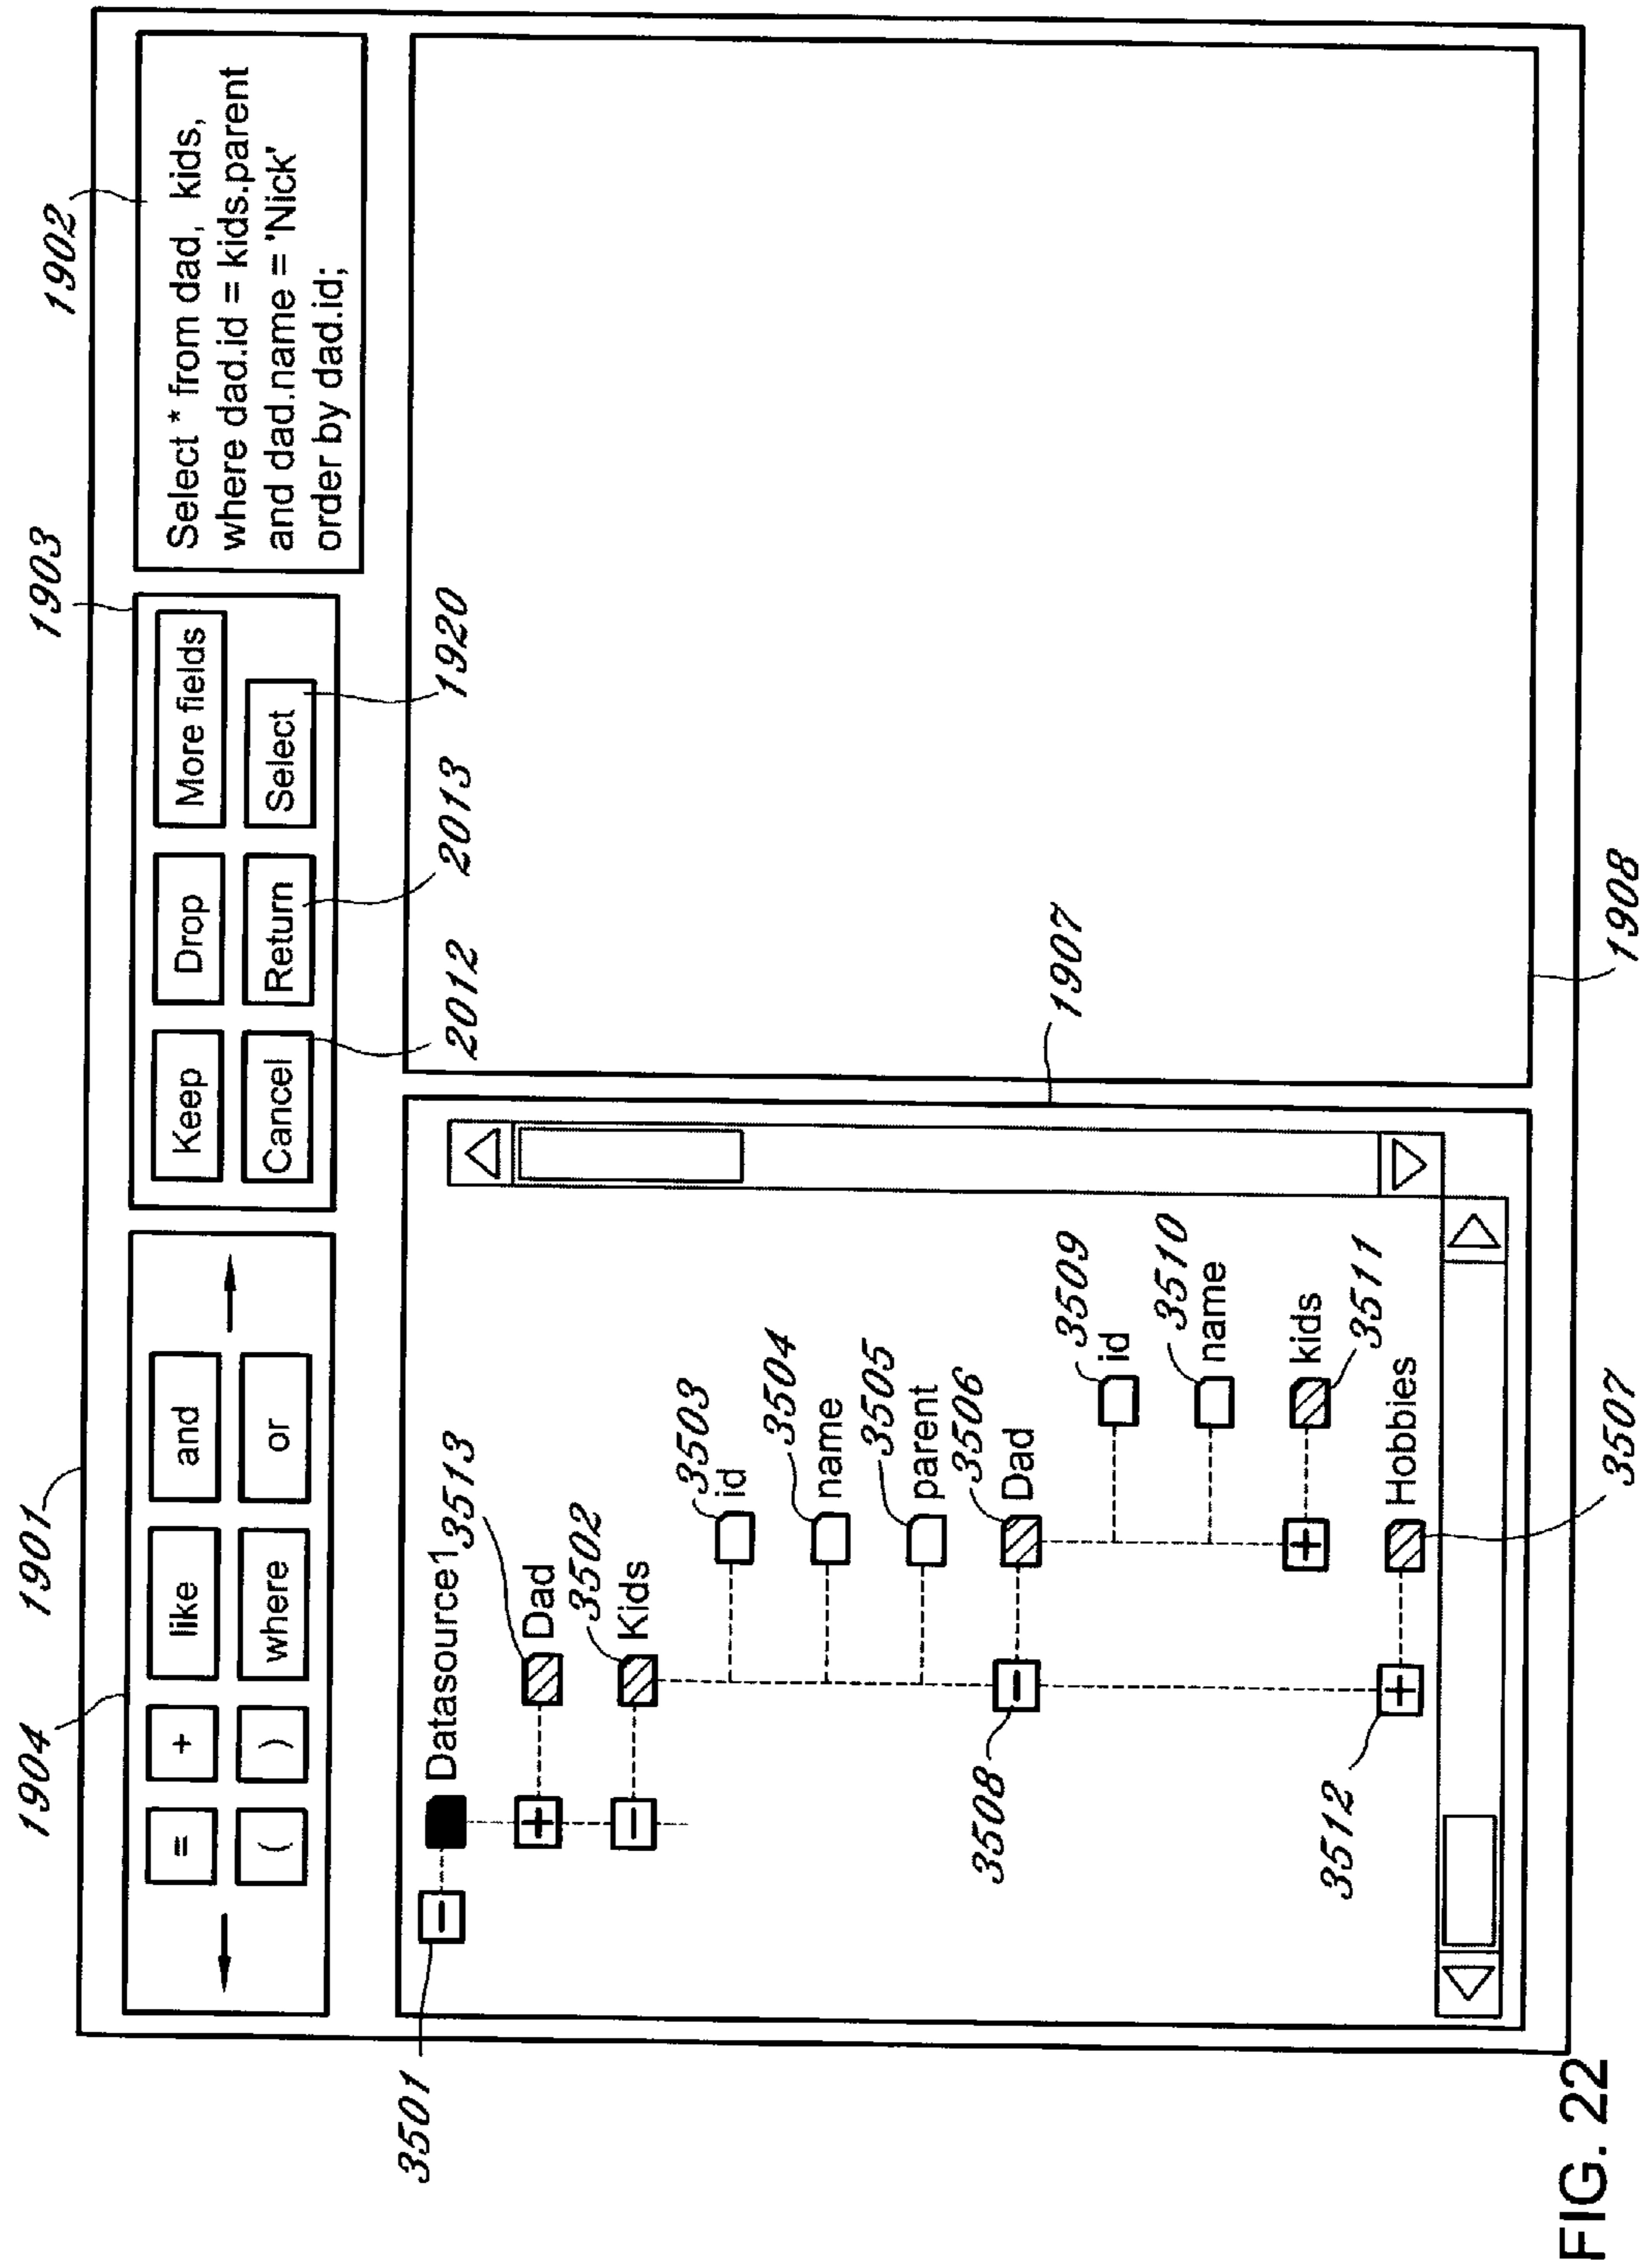 1901
1904
1903
1902
= + like and
( ) where or
Keep Drop More fields
Cancel Return Select
2012 2013 1920
Select * from dad, kids,
where dad.id = kids.parent
and dad.name = 'Nick'
order by dad.id;
3501
Datasource1
3513
Dad
3502
Kids
3503
id
3504
name
3505
parent
3506
Dad
3508
3509
id
3510
name
kids
3511
3512
Hobbies
3507
1907
1908
FIG. 22